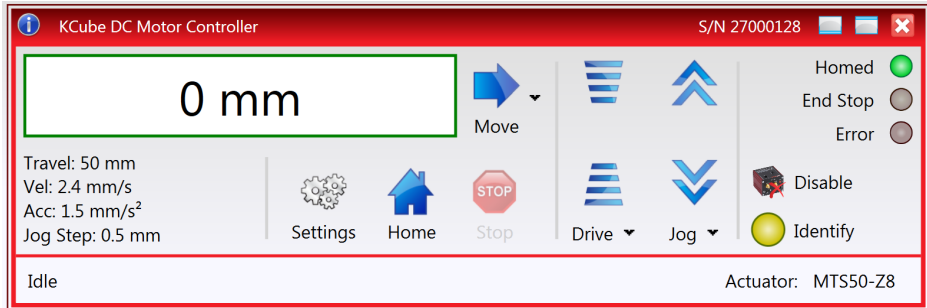 KCube DC Motor Controller
S/N 27000128
0 mm
Move
Homed
End Stop
Error
Travel: 50 mm
Vel: 2.4 mm/s
Acc: 1.5 mm/s²
Jog Step: 0.5 mm
Settings
Home
STOP
Stop
Drive
Jog
Disable
Identify
Idle
Actuator: MTS50-Z8